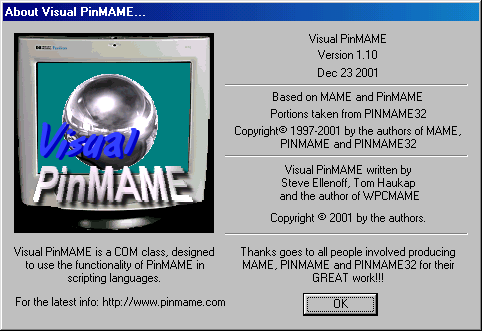 About Visual PinMAME...
Visual
PinMAME
Visual PinMAME is a COM class, designed
to use the functionality of PinMAME in
scripting languages.
For the latest info: http://www.pinmame.com
Visual PinMAME
Version 1.10
Dec 23 2001
Based on MAME and PinMAME
Portions taken from PINMAME32
Copyright© 1997-2001 by the authors of MAME,
PINMAME and PINMAME32
Visual PinMAME written by
Steve Ellenoff, Tom Haukap
and the author of WPCMAME
Copyright © 2001 by the authors.
Thanks goes to all people involved producing
MAME, PINMAME and PINMAME32 for their
GREAT work!!!
OK